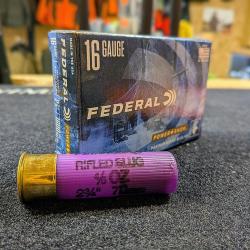 16 GAUGE
FEDERAL
POWER-SHOK
RIFLED SLUG
⅘ OZ
2¾"